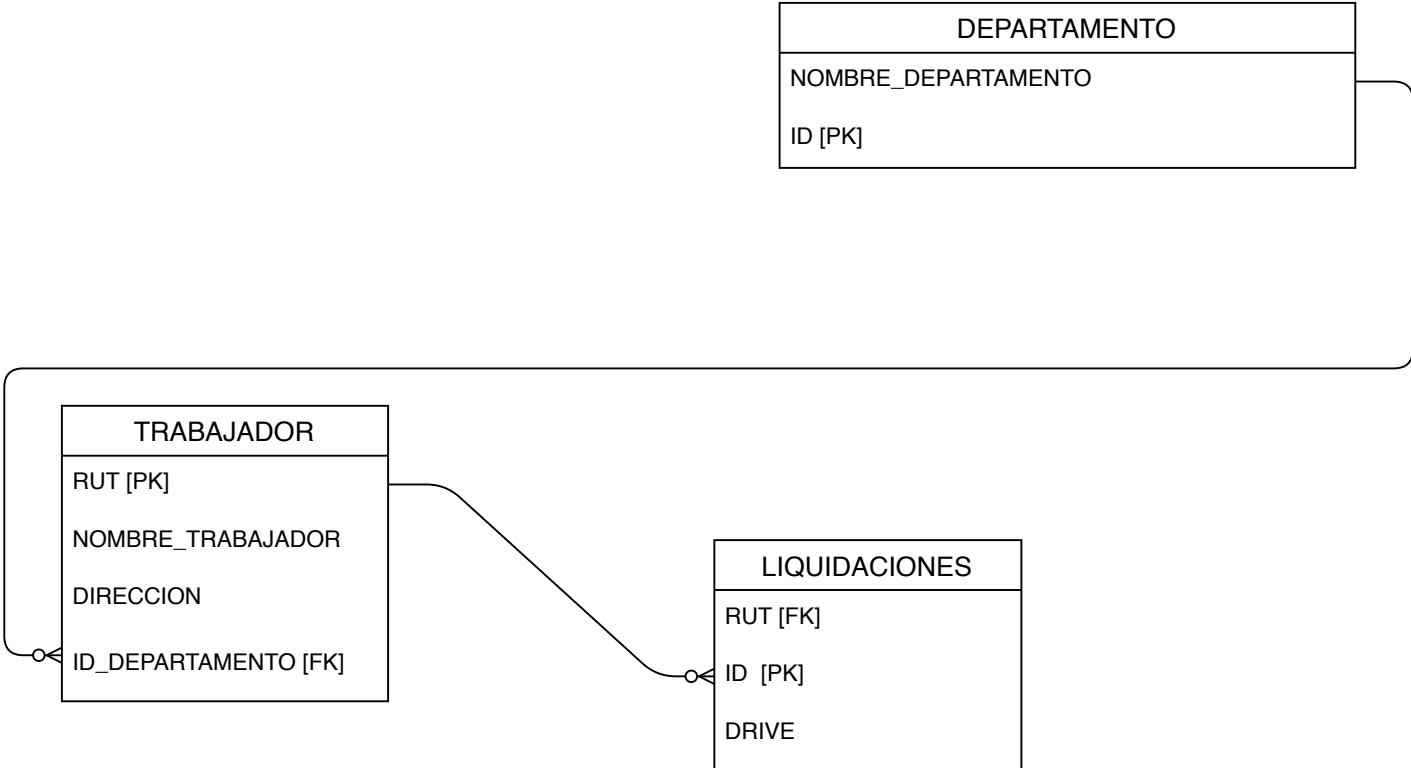 DEPARTAMENTO
NOMBRE_DEPARTAMENTO
ID [PK]
TRABAJADOR
RUT [PK]
NOMBRE_TRABAJADOR
DIRECCION
ID_DEPARTAMENTO [FK]
LIQUIDACIONES
RUT [FK]
ID [PK]
DRIVE